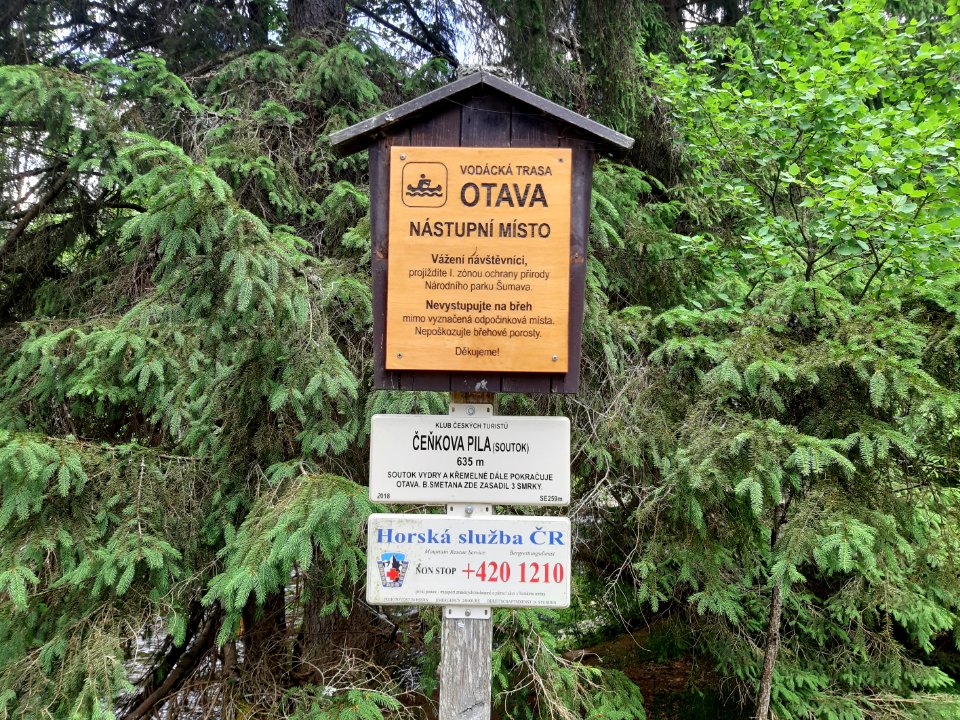 VODÁCKÁ TRASA
OTAVA
NÁSTUPNÍ MÍSTO
Vážení návštěvníci,
projíždíte I. zónou ochrany přírody
Národního parku Šumava.
Nevystupujte na břeh
mimo vyznačená odpočinková místa.
Nepoškozujte břehové porosty.
Děkujeme!
KLUB ČESKÝCH TURISTŮ
ČEŇKOVA PILA (SOUTOK)
635 m
SOUTOK VYDRY A KŘEMELNÉ DÁLE POKRAČUJE
OTAVA. B.SMETANA ZDE ZASADIL 3 SMRKY.
2018 SE259m
Horská služba ČR
Mountain Rescue Service Bergrettungsdienst
NON STOP +420 1210